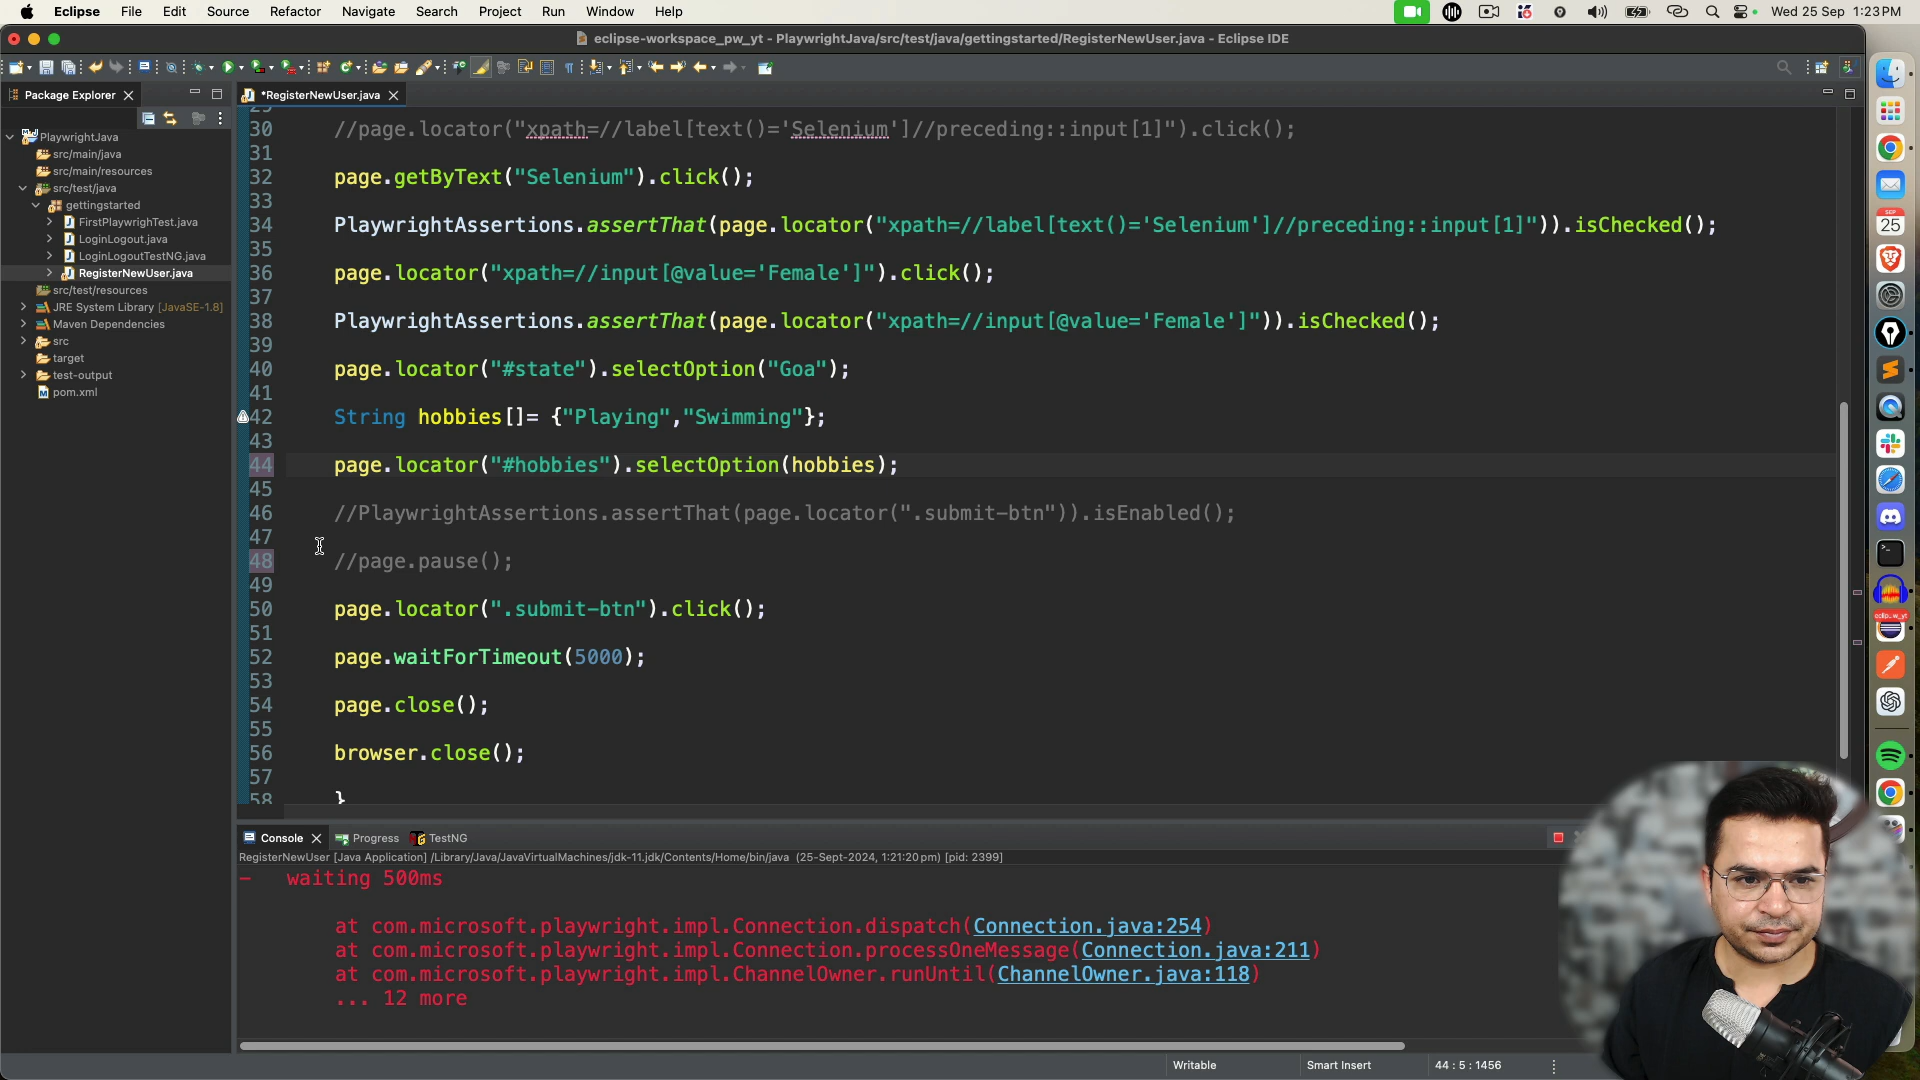 Eclipse File Edit Source Refactor Navigate Search Project Run Window Help Wed 25 Sep 1:23 PM
eclipse-workspace_pw_yt - PlaywrightJava/src/test/java/gettingstarted/RegisterNewUser.java - Eclipse IDE
Package Explorer
*RegisterNewUser.java
PlaywrightJava
src/main/java
src/main/resources
src/test/java
gettingstarted
FirstPlaywrighTest.java
LoginLogout.java
LoginLogoutTestNG.java
RegisterNewUser.java
src/test/resources
JRE System Library [JavaSE-1.8]
Maven Dependencies
src
target
test-output
pom.xml
29
30 //page.locator("xpath=//label[text()='Selenium']//preceding::input[1]").click();
31
32 page.getByText("Selenium").click();
33
34 PlaywrightAssertions.assertThat(page.locator("xpath=//label[text()='Selenium']//preceding::input[1]")).isChecked();
35
36 page.locator("xpath=//input[@value='Female']").click();
37
38 PlaywrightAssertions.assertThat(page.locator("xpath=//input[@value='Female']")).isChecked();
39
40 page.locator("#state").selectOption("Goa");
41
42 String hobbies[]= {"Playing","Swimming"};
43
44 page.locator("#hobbies").selectOption(hobbies);
45
46 //PlaywrightAssertions.assertThat(page.locator(".submit-btn")).isEnabled();
47
48 //page.pause();
49
50 page.locator(".submit-btn").click();
51
52 page.waitForTimeout(5000);
53
54 page.close();
55
56 browser.close();
57
58 }
Console Progress TestNG
RegisterNewUser [Java Application] /Library/Java/JavaVirtualMachines/jdk-11.jdk/Contents/Home/bin/java (25-Sept-2024, 1:21:20 pm) [pid: 2399]
- waiting 500ms
at com.microsoft.playwright.impl.Connection.dispatch(Connection.java:254)
at com.microsoft.playwright.impl.Connection.processOneMessage(Connection.java:211)
at com.microsoft.playwright.impl.ChannelOwner.runUntil(ChannelOwner.java:118)
... 12 more
Writable Smart Insert 44 : 5 : 1456
SEP
25
eclip..w_yt